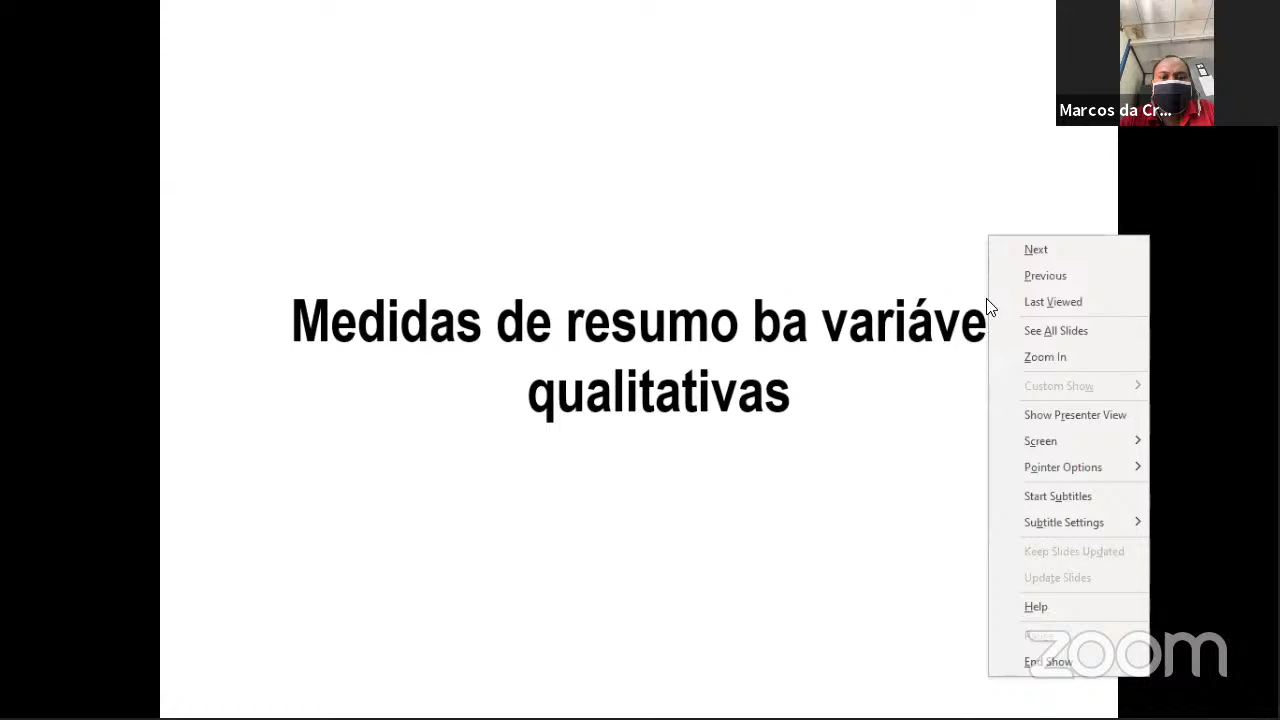 Marcos da Cr...
Medidas de resumo ba variáve
qualitativas
Next
Previous
Last Viewed
See All Slides
Zoom In
Custom Show
Show Presenter View
Screen
Pointer Options
Start Subtitles
Subtitle Settings
Keep Slides Updated
Update Slides
Help
End Show
zoom